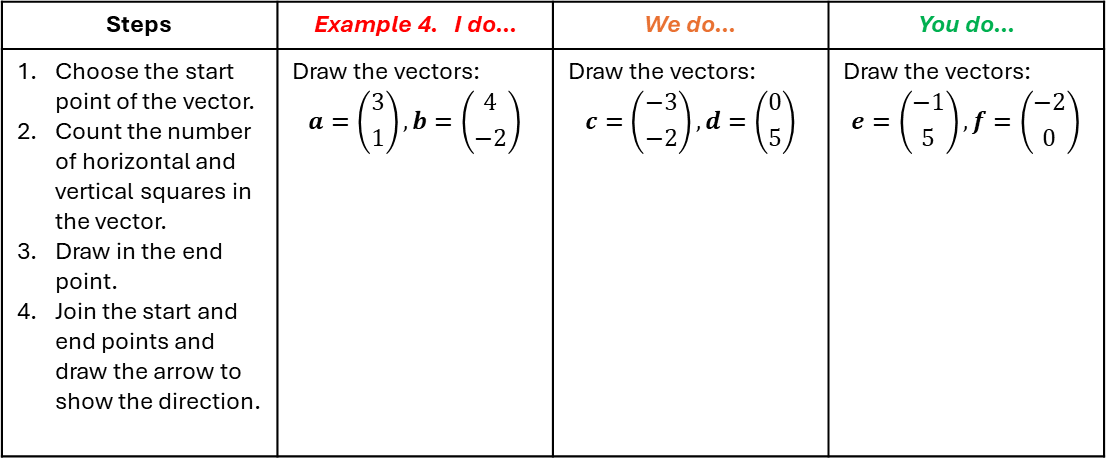 Steps
Example 4.   I do...
We do...
You do...
1. Choose the start
point of the vector.
2. Count the number
of horizontal and
vertical squares in
the vector.
3. Draw in the end
point.
4. Join the start and
end points and
draw the arrow to
show the direction.
Draw the vectors:
a = (3 1), b = (4 −2)
Draw the vectors:
c = (−3 −2), d = (0 5)
Draw the vectors:
e = (−1 5), f = (−2 0)